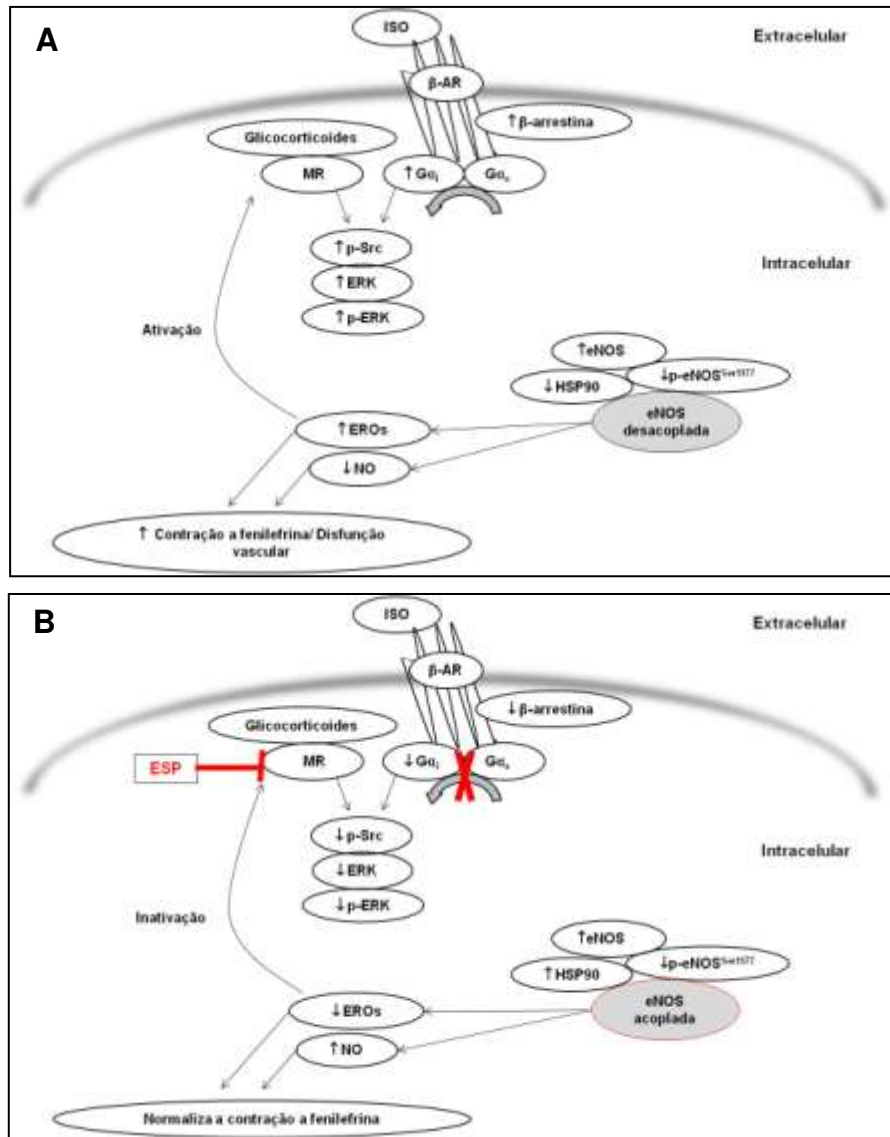 A
ISO
Extracelular
β-AR
↑β-arrestina
Glicocorticoides
MR
↑Gαi
Gαs
↑p-Src
↑ERK
↑p-ERK
Intracelular
Ativação
↑eNOS
↓HSP90
↓p-eNOSSer1177
eNOS
desacoplada
↑EROs
↓NO
↑ Contração a fenilefrina/ Disfunção
vascular
B
ISO
Extracelular
β-AR
↓β-arrestina
Glicocorticoides
ESP
MR
↓Gαi
Gαs
↓p-Src
↓ERK
↓p-ERK
Intracelular
Inativação
↑eNOS
↑HSP90
↓p-eNOSSer1177
eNOS
acoplada
↓EROs
↑NO
Normaliza a contração a fenilefrina